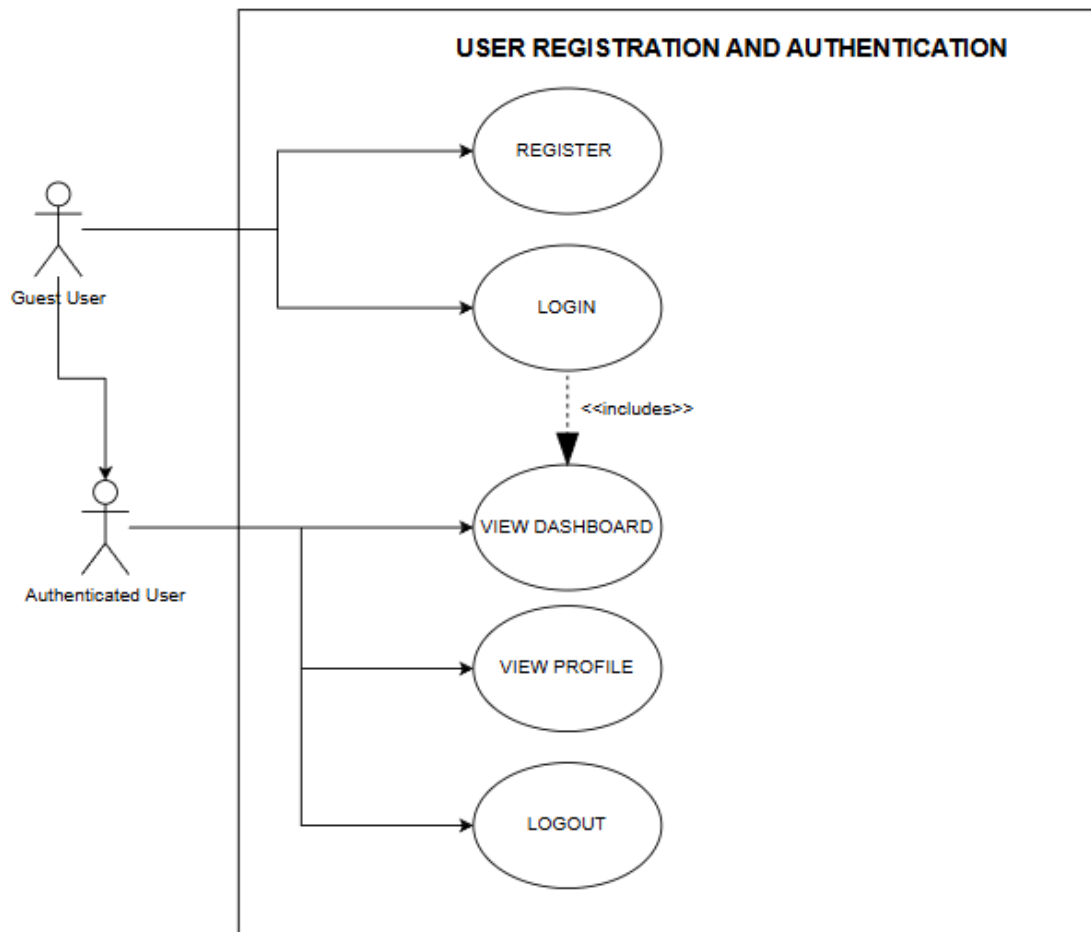 USER REGISTRATION AND AUTHENTICATION
REGISTER
Guest User
LOGIN
<<includes>>
VIEW DASHBOARD
Authenticated User
VIEW PROFILE
LOGOUT